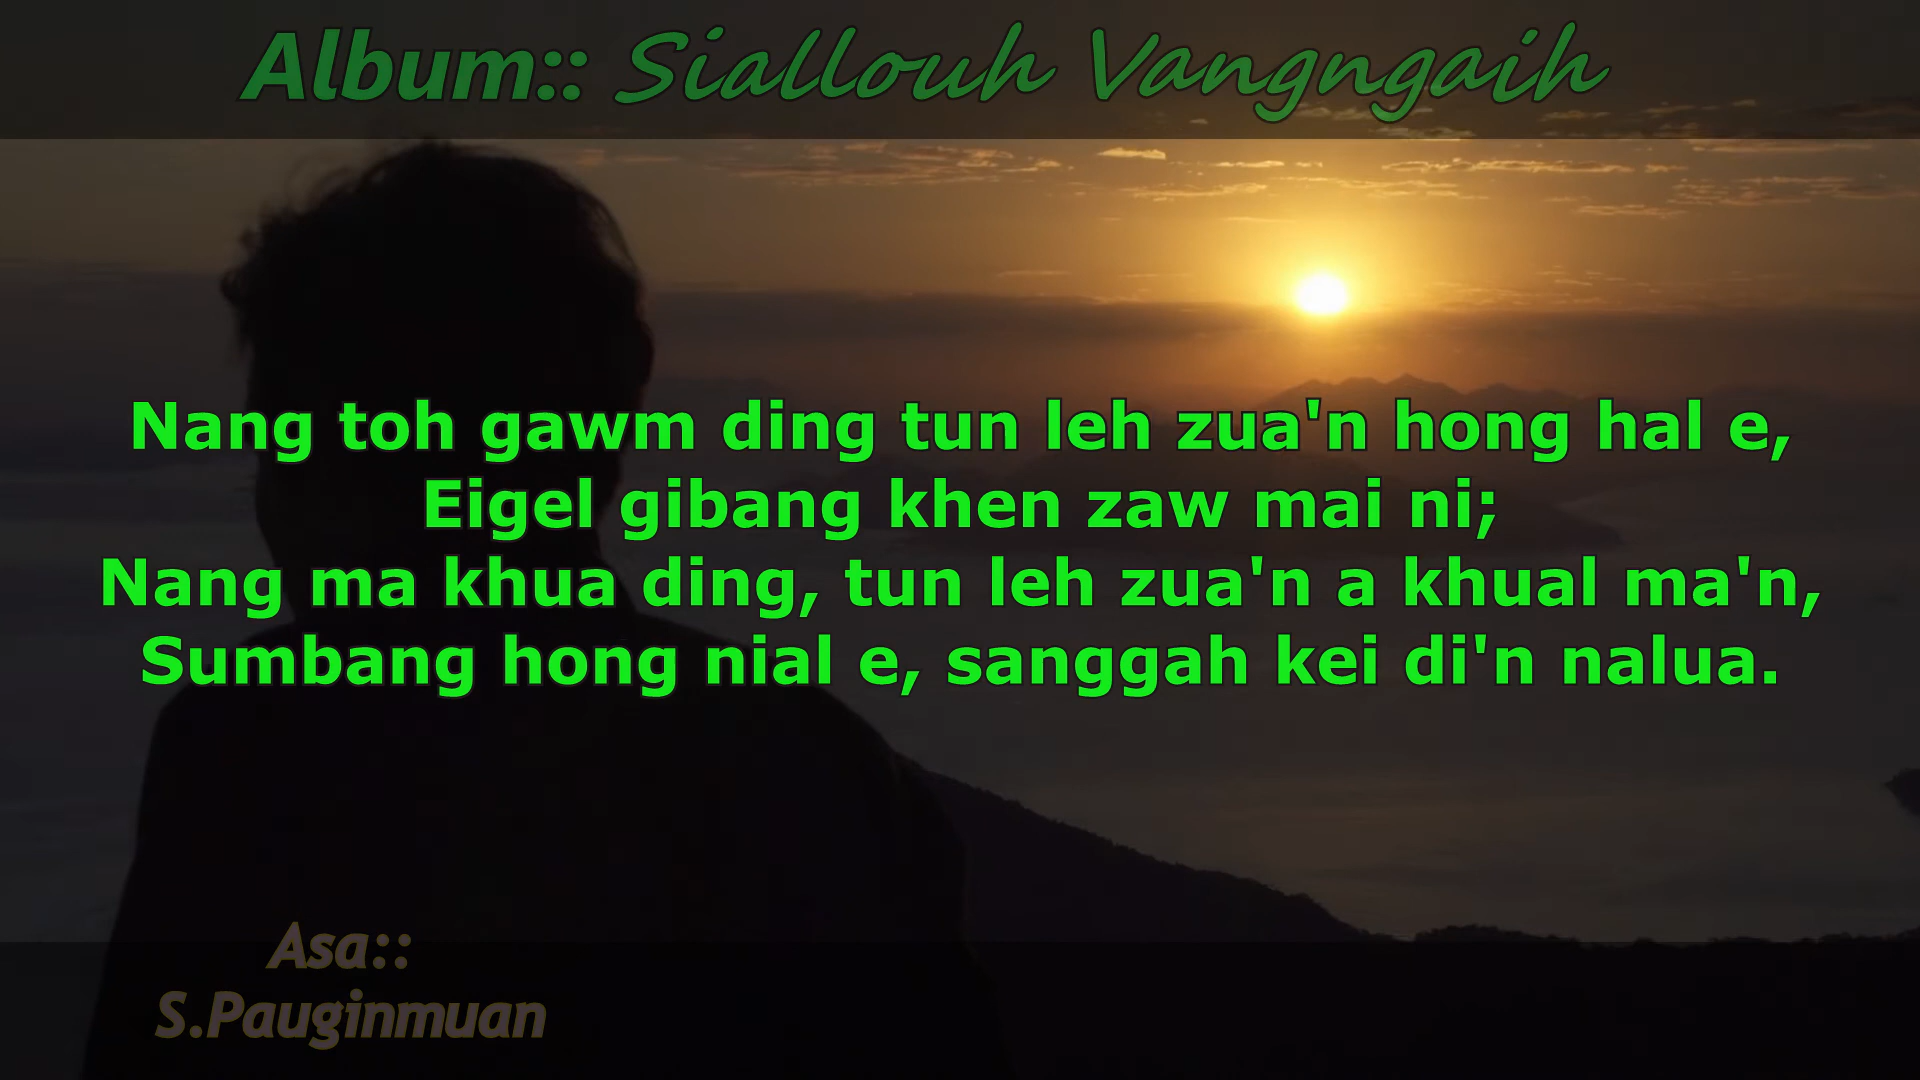 Album:: Siallouh Vangngaih
Nang toh gawm ding tun leh zua'n hong hal e,
Eigel gibang khen zaw mai ni;
Nang ma khua ding, tun leh zua'n a khual ma'n,
Sumbang hong nial e, sanggah kei di'n nalua.
Asa::
S.Pauginmuan